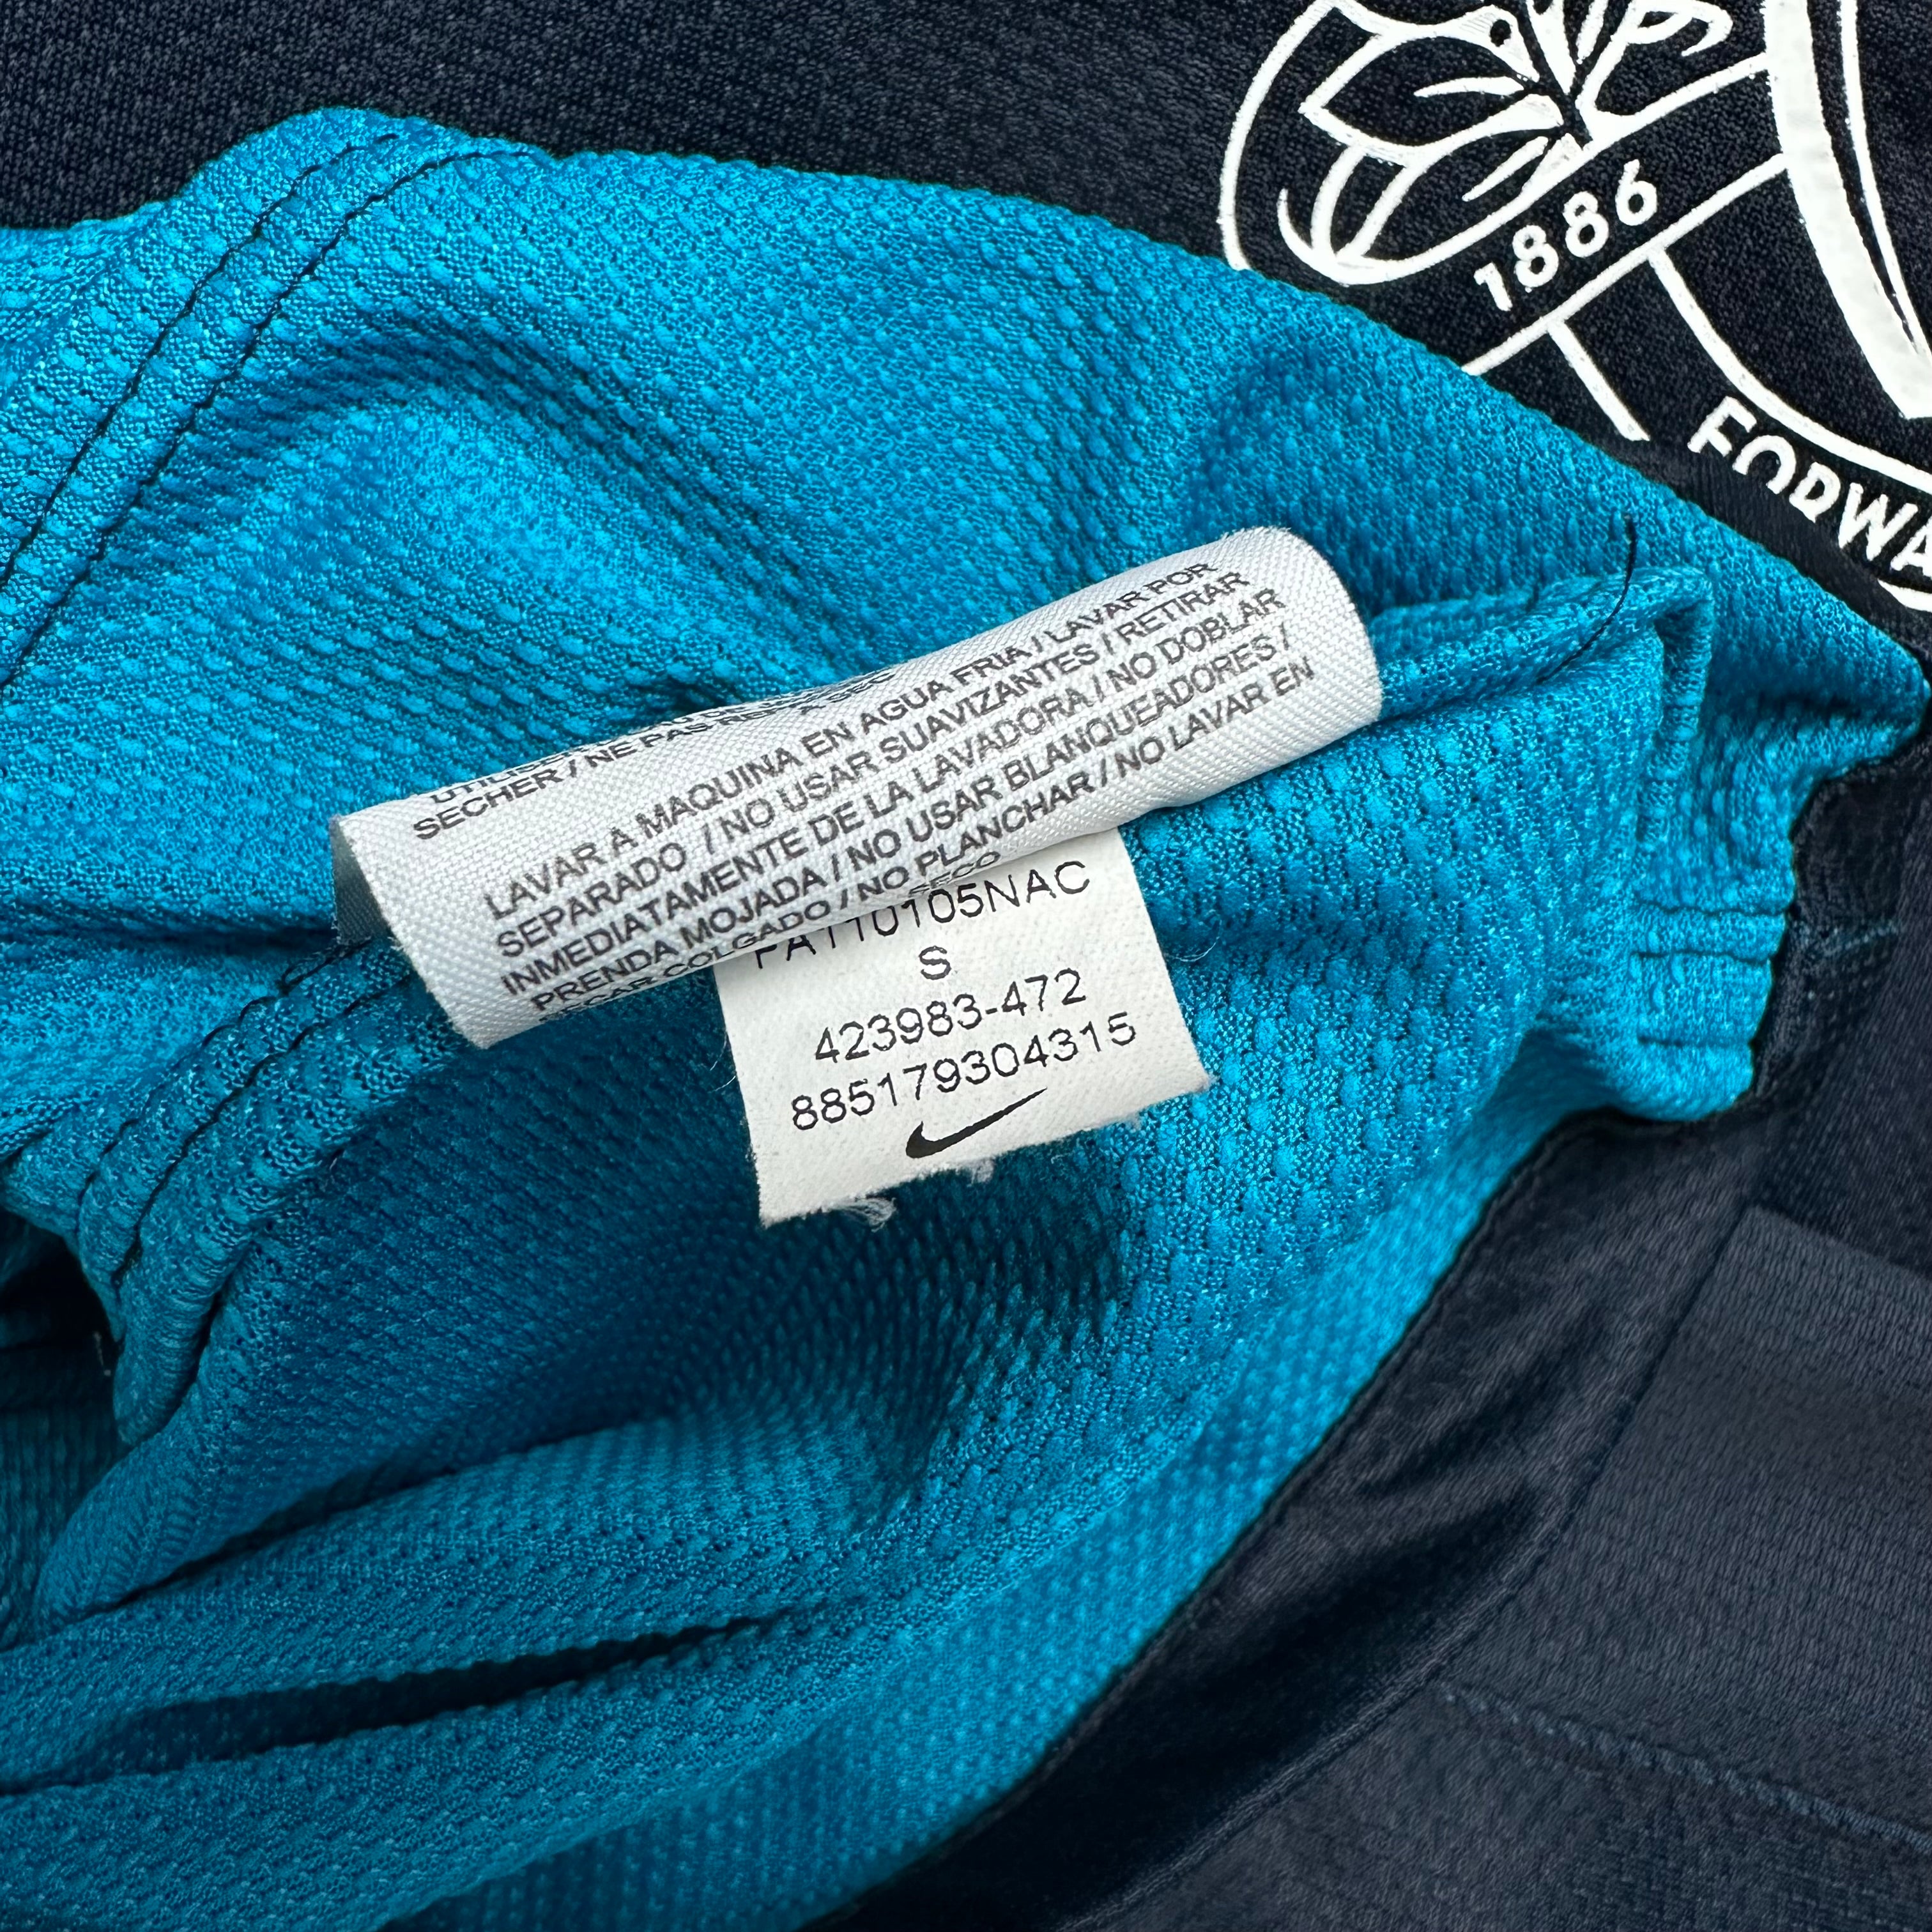 1886
FORWA
SECHER / NE PAS
LAVAR A MAQUINA EN AGUA FRIA / LAVAR POR
SEPARADO / NO USAR SUAVIZANTES / RETIRAR
INMEDIATAMENTE DE LA LAVADORA / NO DOBLAR
PRENDA MOJADA / NO USAR BLANQUEADORES /
SECAR COLGADO / NO PLANCHAR / NO LAVAR EN
SECO
PA110105NAC
S
423983-472
885179304315